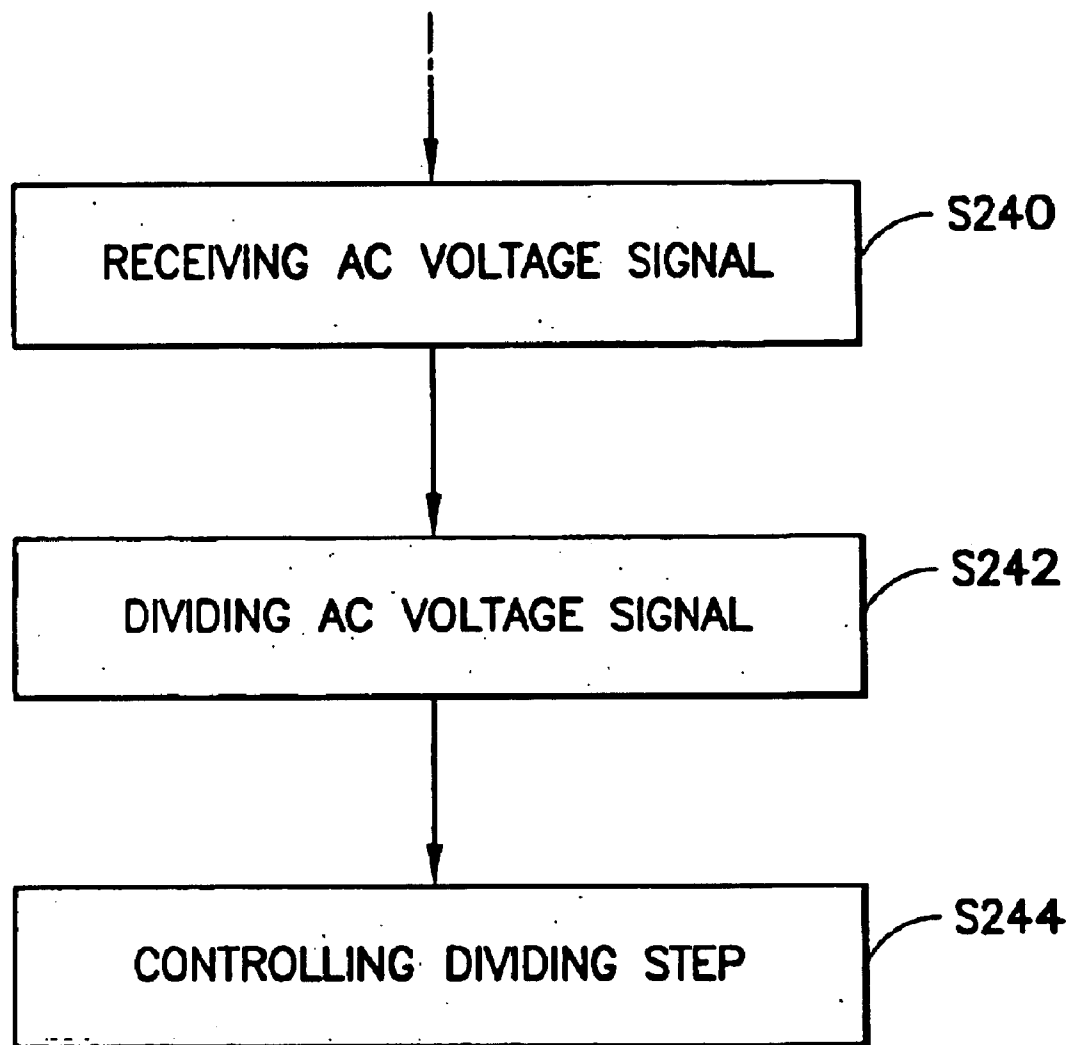 RECEIVING AC VOLTAGE SIGNAL
S240
DIVIDING AC VOLTAGE SIGNAL
S242
CONTROLLING DIVIDING STEP
S244